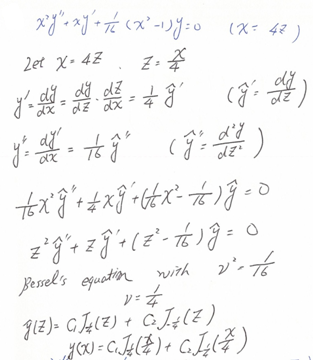 x²y'' + xy' + 1/16 (x² - 1)y = 0 (x = 4z)
Let x = 4z . z = x/4
y' = dy/dx = dy/dz · dz/dx = 1/4 ŷ' (ŷ' = dy/dz)
y'' = dy'/dx = 1/16 ŷ'' (ŷ'' = d²y/dz²)
1/16 x² ŷ'' + 1/4 x ŷ' + (1/16 x² - 1/16) ŷ = 0
z² ŷ'' + z ŷ' + (z² - 1/16) ŷ = 0
Bessel's equation with ν² = 1/16
ν = 1/4
ŷ(z) = C₁J_{1/4}(z) + C₂J_{-1/4}(z)
y(x) = C₁J_{1/4}(x/4) + C₂J_{-1/4}(x/4)